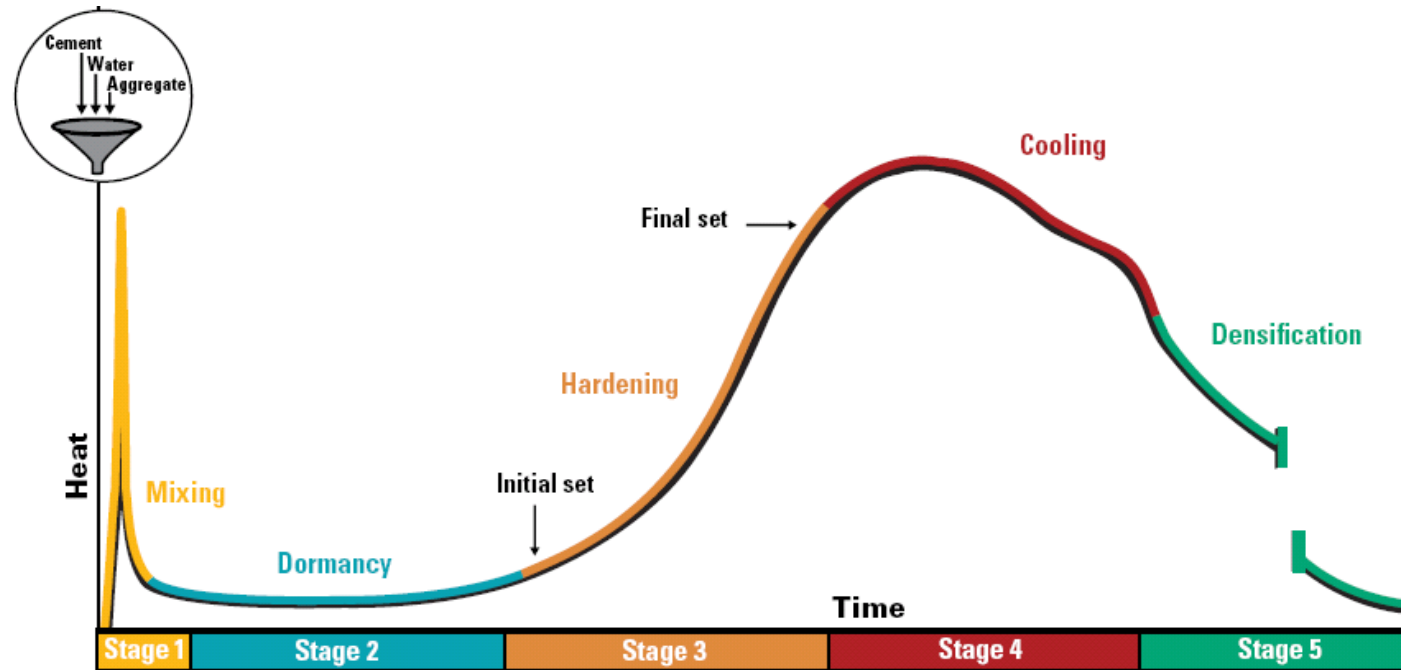 Cement
Water
Aggregate
Cooling
Final set
Densification
Hardening
Heat
Initial set
Mixing
Dormancy
Time
Stage 1
Stage 2
Stage 3
Stage 4
Stage 5